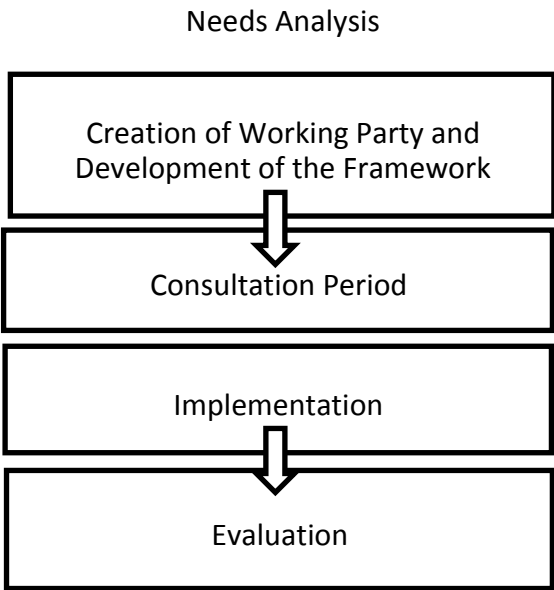 Needs Analysis
Creation of Working Party and
Development of the Framework
Consultation Period
Implementation
Evaluation